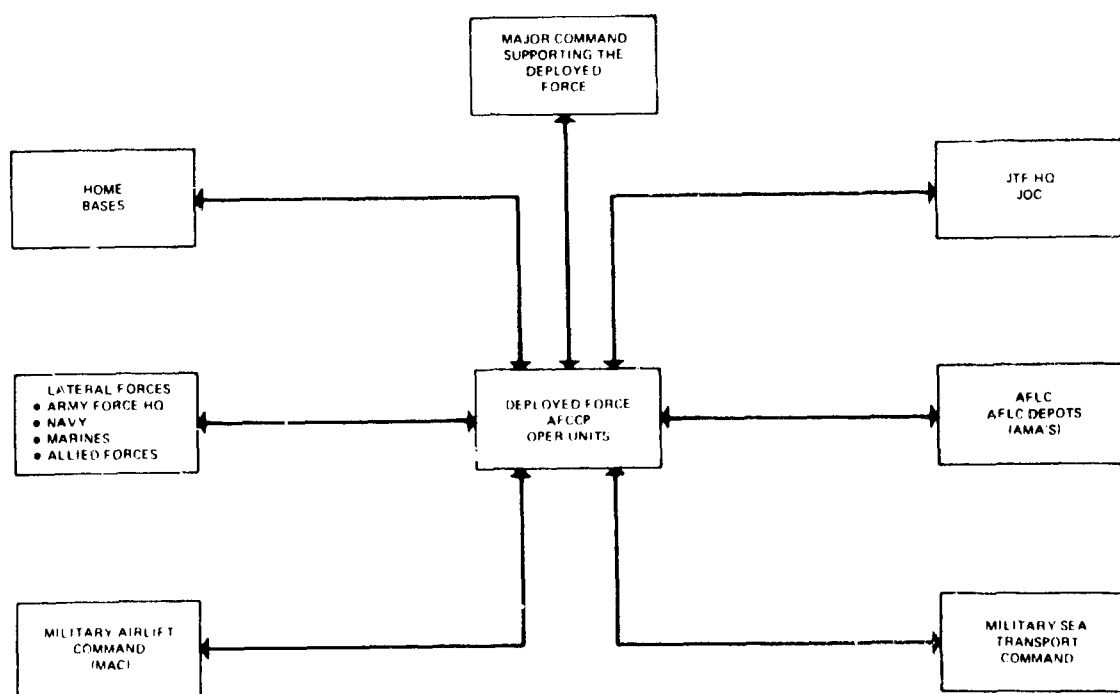 MAJOR COMMAND
SUPPORTING THE
DEPLOYED
FORCE
HOME
BASES
JTF HQ
JOC
LATERAL FORCES
• ARMY FORCE HQ
• NAVY
• MARINES
• ALLIED FORCES
DEPLOYED FORCE
AFCCP
OPER UNITS
AFLC
AFLC DEPOTS
(AMA'S)
MILITARY AIRLIFT
COMMAND
(MAC)
MILITARY SEA
TRANSPORT
COMMAND